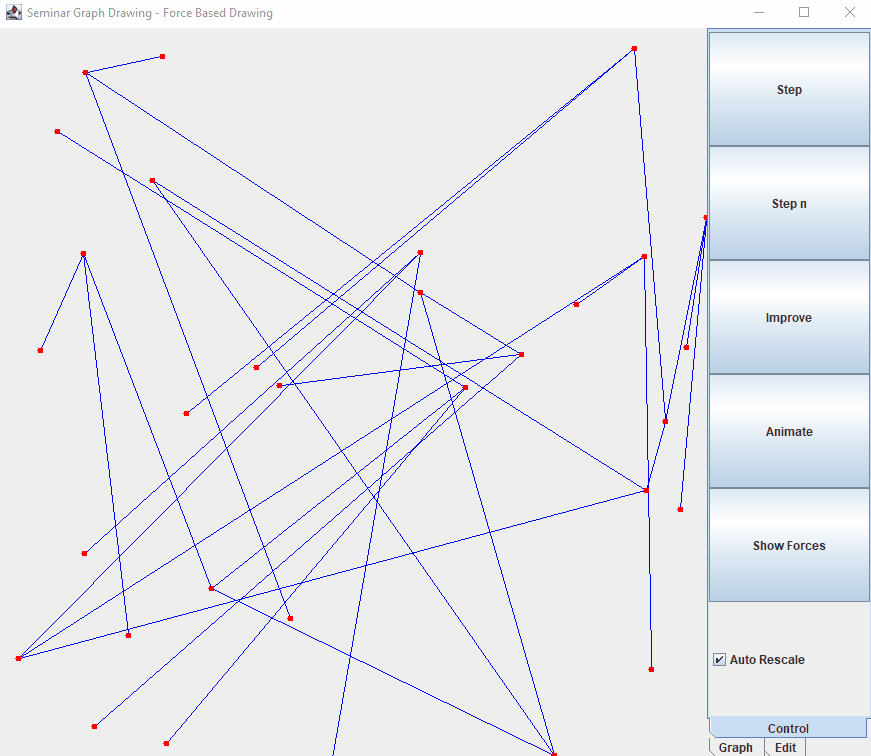 Seminar Graph Drawing - Force Based Drawing
Step
Step n
Improve
Animate
Show Forces
Auto Rescale
Control
Graph Edit